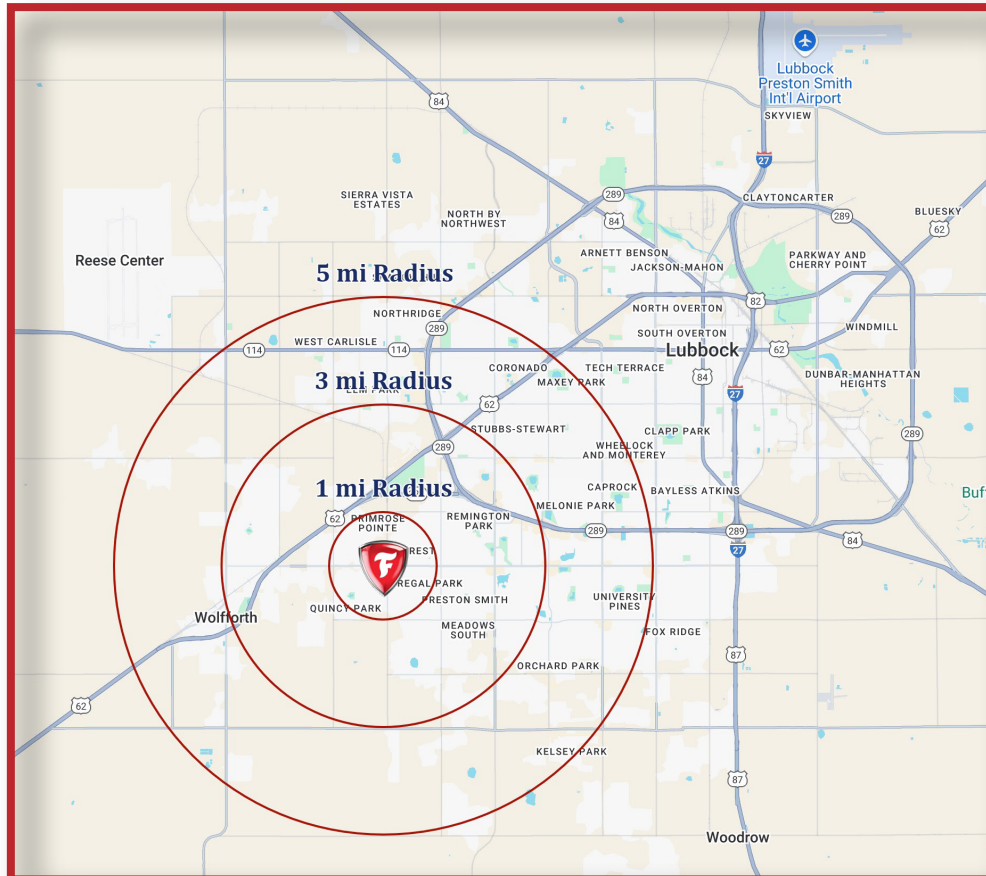 Lubbock
Preston Smith
Int'l Airport
SKYVIEW
84
27
SIERRA VISTA
ESTATES
289
CLAYTONCARTER
NORTH BY
NORTHWEST
84
289
BLUESKY
62
ARNETT BENSON
Reese Center
JACKSON-MAHON
PARKWAY AND
CHERRY POINT
5 mi Radius
82
NORTH OVERTON
NORTHRIDGE
289
SOUTH OVERTON
WINDMILL
WEST CARLISLE
114
114
Lubbock
62
CORONADO
TECH TERRACE
84
DUNBAR-MANHATTAN
HEIGHTS
3 mi Radius
MAXEY PARK
27
62
STUBBS-STEWART
CLAPP PARK
289
289
WHELOCK
AND MONTEREY
1 mi Radius
CAPROCK
BAYLESS ATKINS
MELONIE PARK
62
PRIMROSE
POINTE
REMINGTON
PARK
289
289
84
27
F
REST
REGAL PARK
PRESTON SMITH
UNIVERSITY
PINES
QUINCY PARK
Wolfforth
MEADOWS
SOUTH
FOX RIDGE
87
ORCHARD PARK
62
KELSEY PARK
87
Woodrow